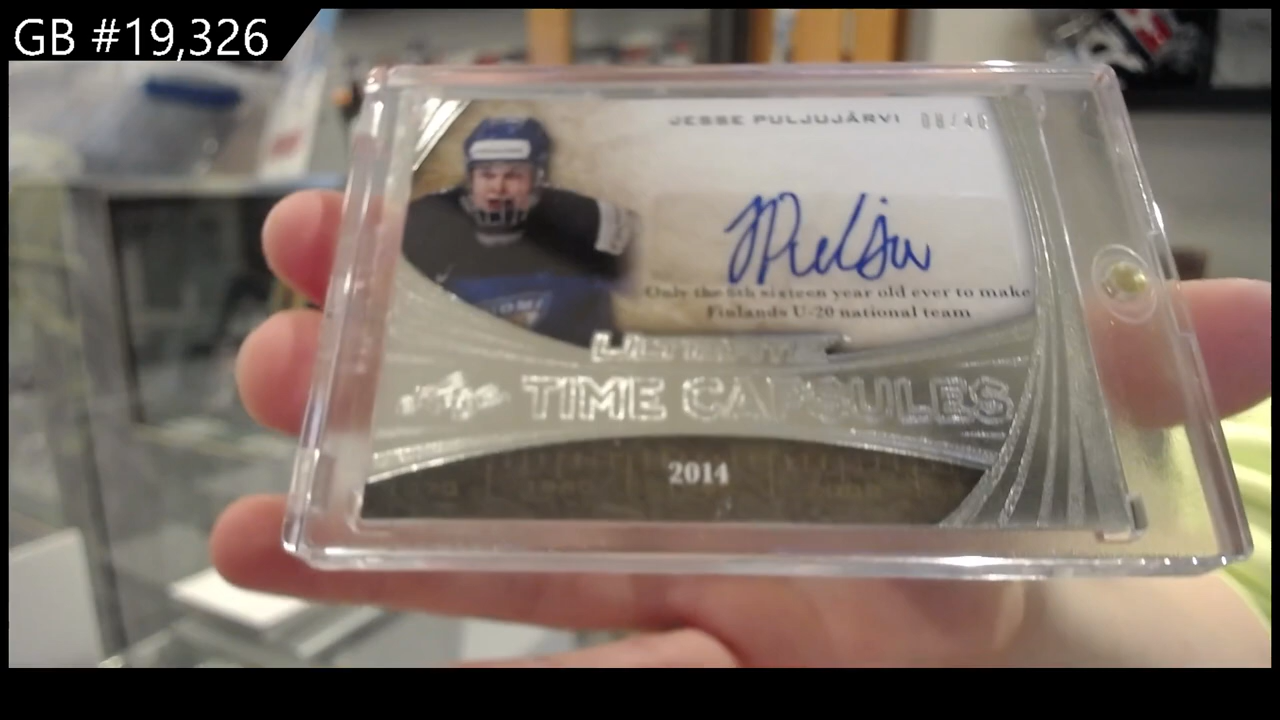 GB #19,326
JESSE PULJUJÄRVI
Only the 8th sixteen year old ever to make
Finlands U-20 national team
TIME CAPSULES
2014